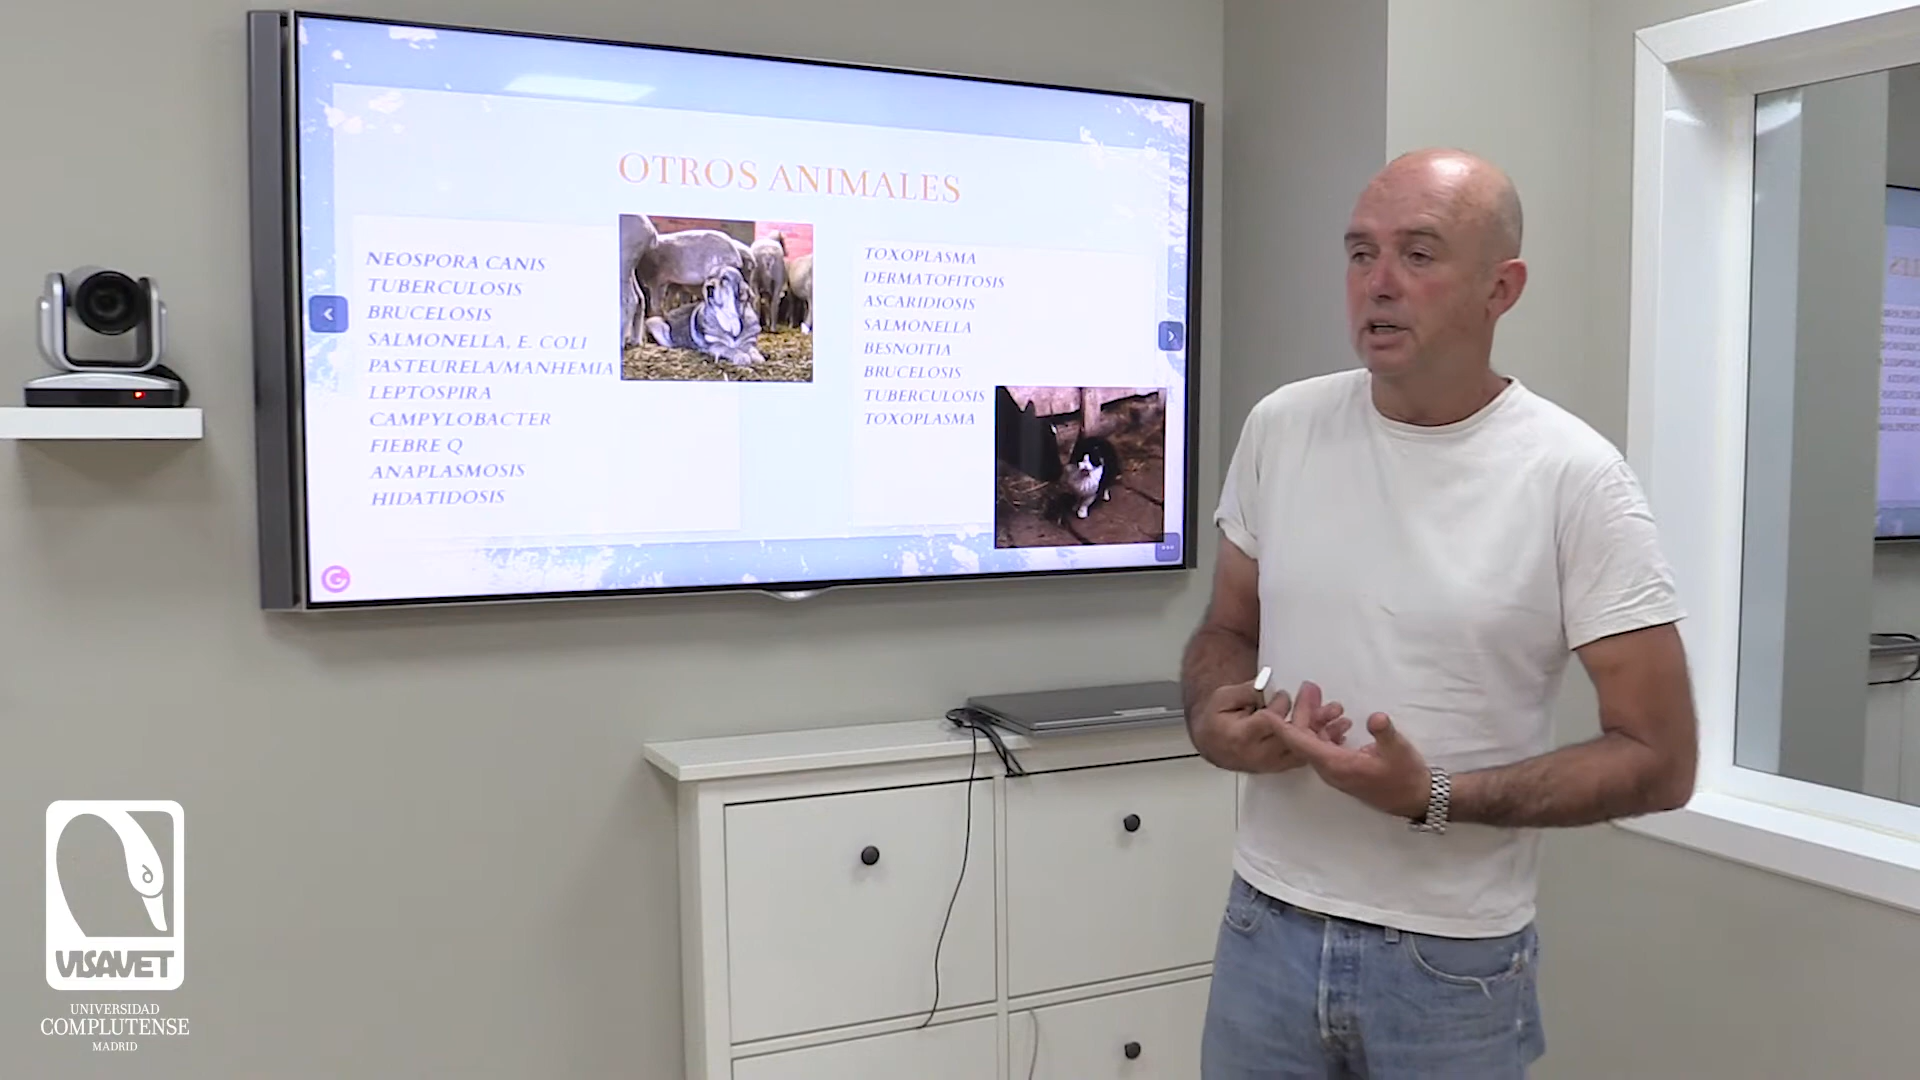 OTROS ANIMALES
NEOSPORA CANIS
TUBERCULOSIS
BRUCELOSIS
SALMONELLA, E. COLI
PASTEURELA/MANHEMIA
LEPTOSPIRA
CAMPYLOBACTER
FIEBRE Q
ANAPLASMOSIS
HIDATIDOSIS
TOXOPLASMA
DERMATOFITOSIS
ASCARIDIOSIS
SALMONELLA
BESNOITIA
BRUCELOSIS
TUBERCULOSIS
TOXOPLASMA
VISAVET
UNIVERSIDAD
COMPLUTENSE
MADRID